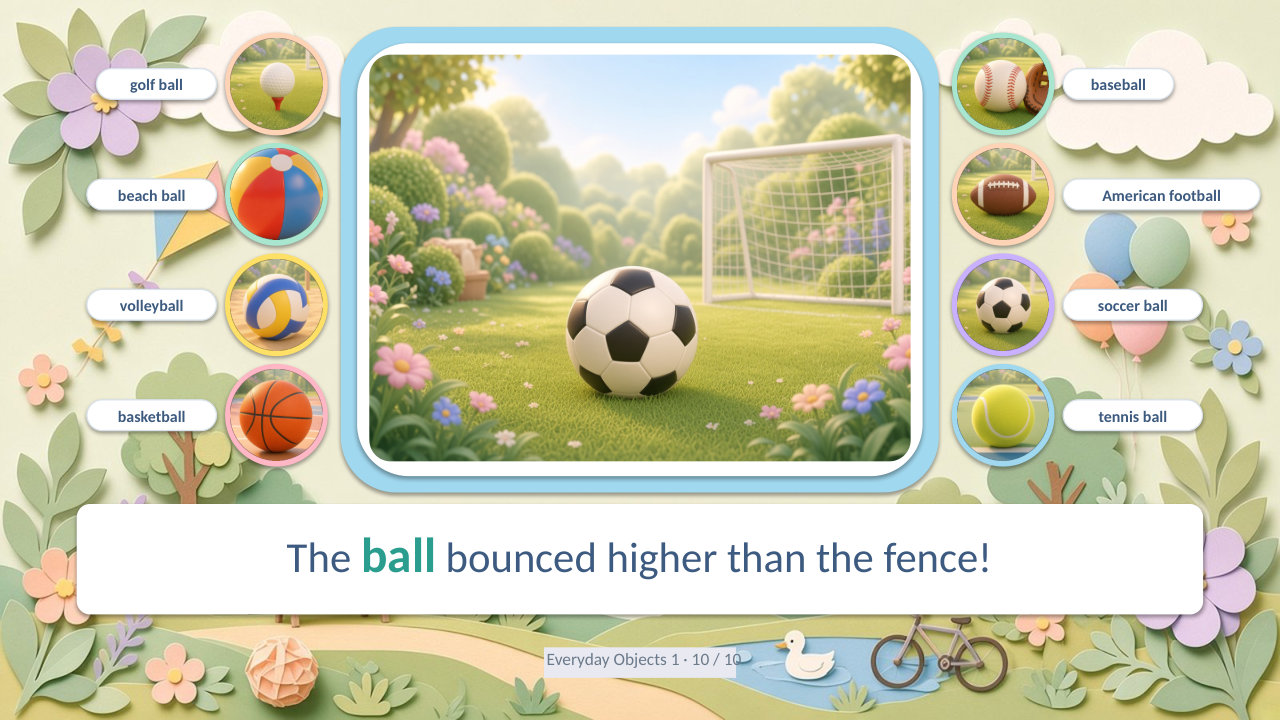 golf ball
beach ball
volleyball
basketball
baseball
American football
soccer ball
tennis ball
The ball bounced higher than the fence!
Everyday Objects 1 · 10 / 10